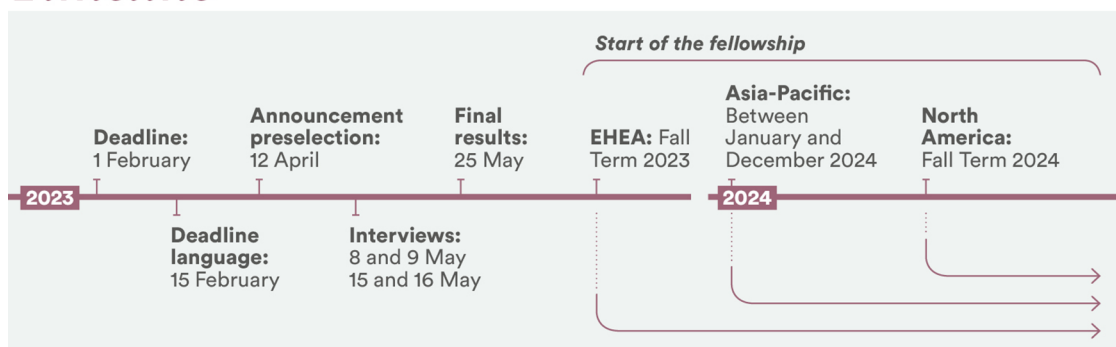 Start of the fellowship
Deadline:
1 February
Announcement
preselection:
12 April
Final
results:
25 May
EHEA: Fall
Term 2023
Asia-Pacific:
Between
January and
December 2024
North
America:
Fall Term 2024
2023
2024
Deadline
language:
15 February
Interviews:
8 and 9 May
15 and 16 May